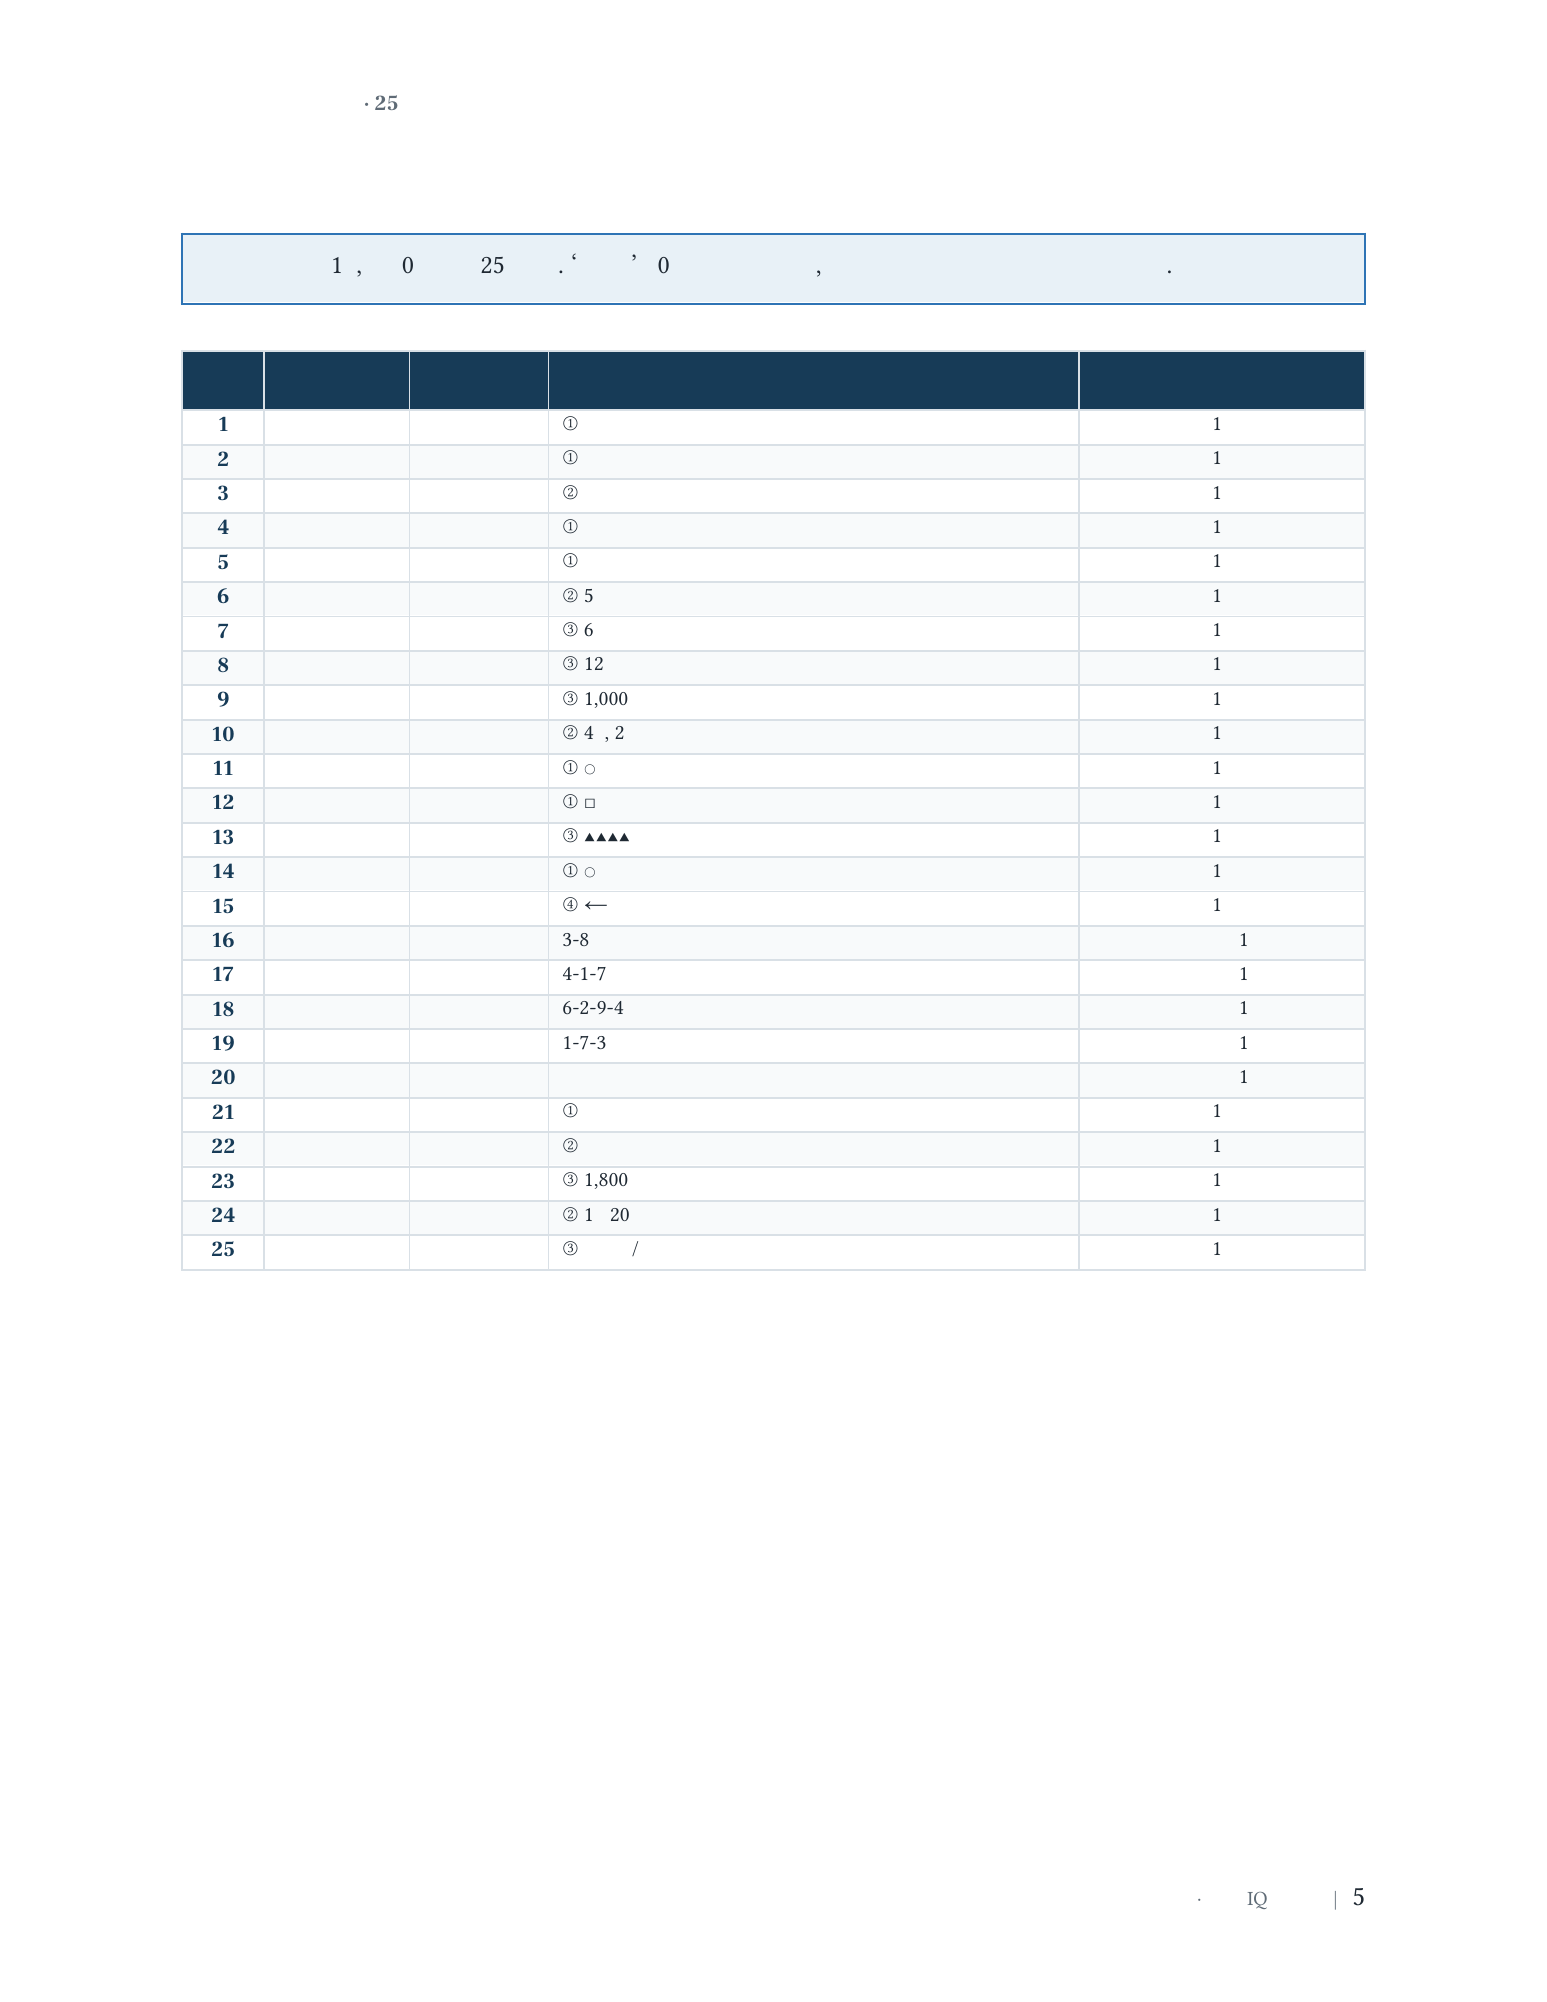 · 25
1 , 0 25 . ‘ ’ 0 , .
1 ① 1
2 ① 1
3 ② 1
4 ① 1
5 ① 1
6 ② 5 1
7 ③ 6 1
8 ③ 12 1
9 ③ 1,000 1
10 ② 4 , 2 1
11 ① ○ 1
12 ① □ 1
13 ③ ▲▲▲▲ 1
14 ① ○ 1
15 ④ ← 1
16 3-8 1
17 4-1-7 1
18 6-2-9-4 1
19 1-7-3 1
20 1
21 ① 1
22 ② 1
23 ③ 1,800 1
24 ② 1 20 1
25 ③ / 1
· IQ | 5